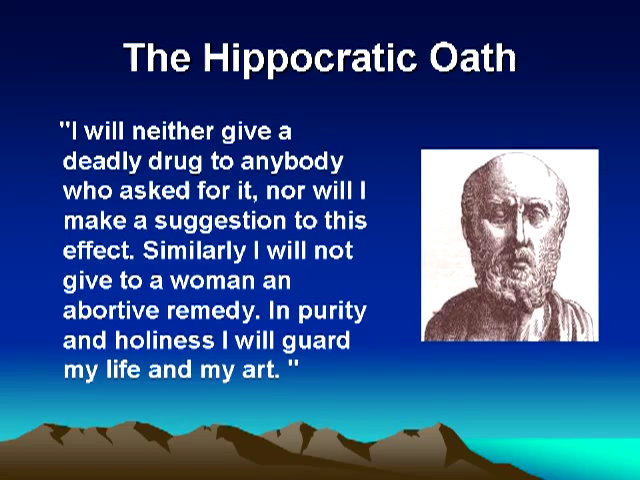 The Hippocratic Oath
"I will neither give a
deadly drug to anybody
who asked for it, nor will I
make a suggestion to this
effect. Similarly I will not
give to a woman an
abortive remedy. In purity
and holiness I will guard
my life and my art. "